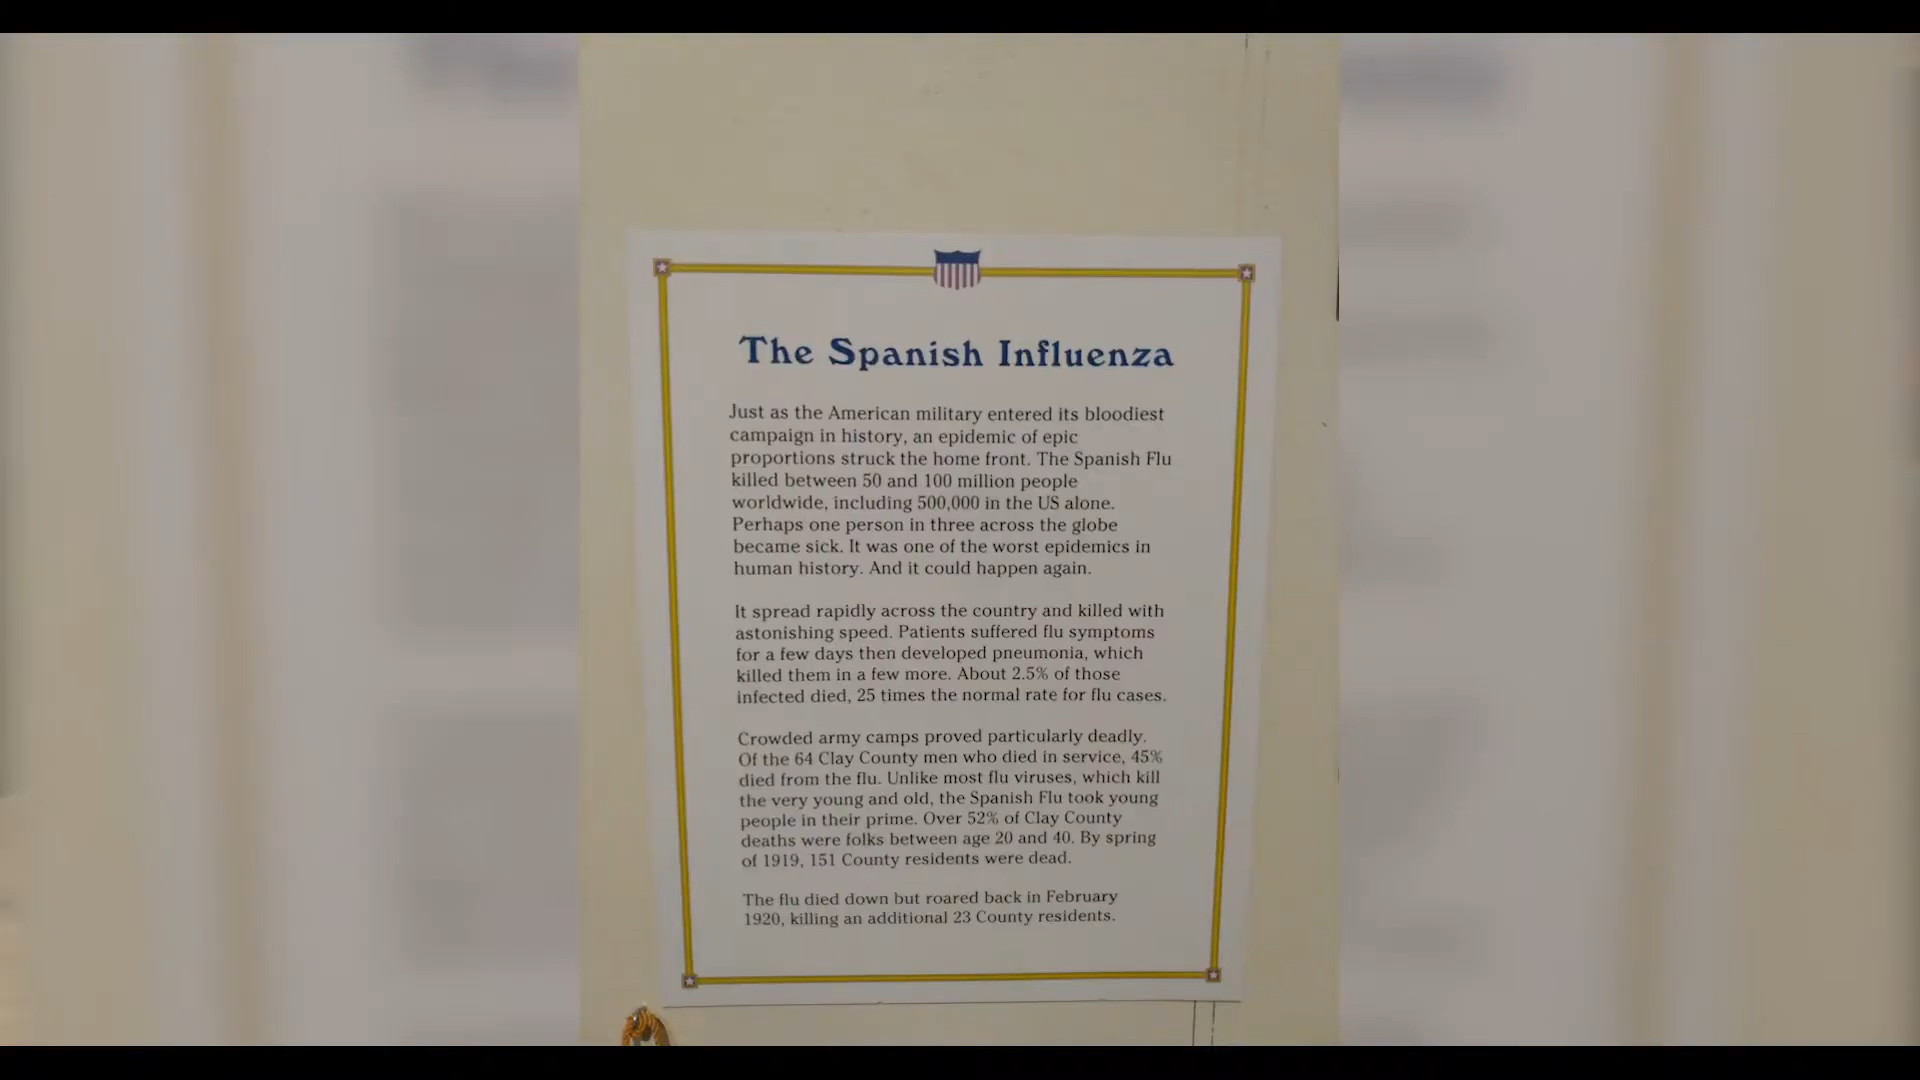 The Spanish Influenza
Just as the American military entered its bloodiest
campaign in history, an epidemic of epic
proportions struck the home front. The Spanish Flu
killed between 50 and 100 million people
worldwide, including 500,000 in the US alone.
Perhaps one person in three across the globe
became sick. It was one of the worst epidemics in
human history. And it could happen again.
It spread rapidly across the country and killed with
astonishing speed. Patients suffered flu symptoms
for a few days then developed pneumonia, which
killed them in a few more. About 2.5% of those
infected died, 25 times the normal rate for flu cases.
Crowded army camps proved particularly deadly.
Of the 64 Clay County men who died in service, 45%
died from the flu. Unlike most flu viruses, which kill
the very young and old, the Spanish Flu took young
people in their prime. Over 52% of Clay County
deaths were folks between age 20 and 40. By spring
of 1919, 151 County residents were dead.
The flu died down but roared back in February
1920, killing an additional 23 County residents.